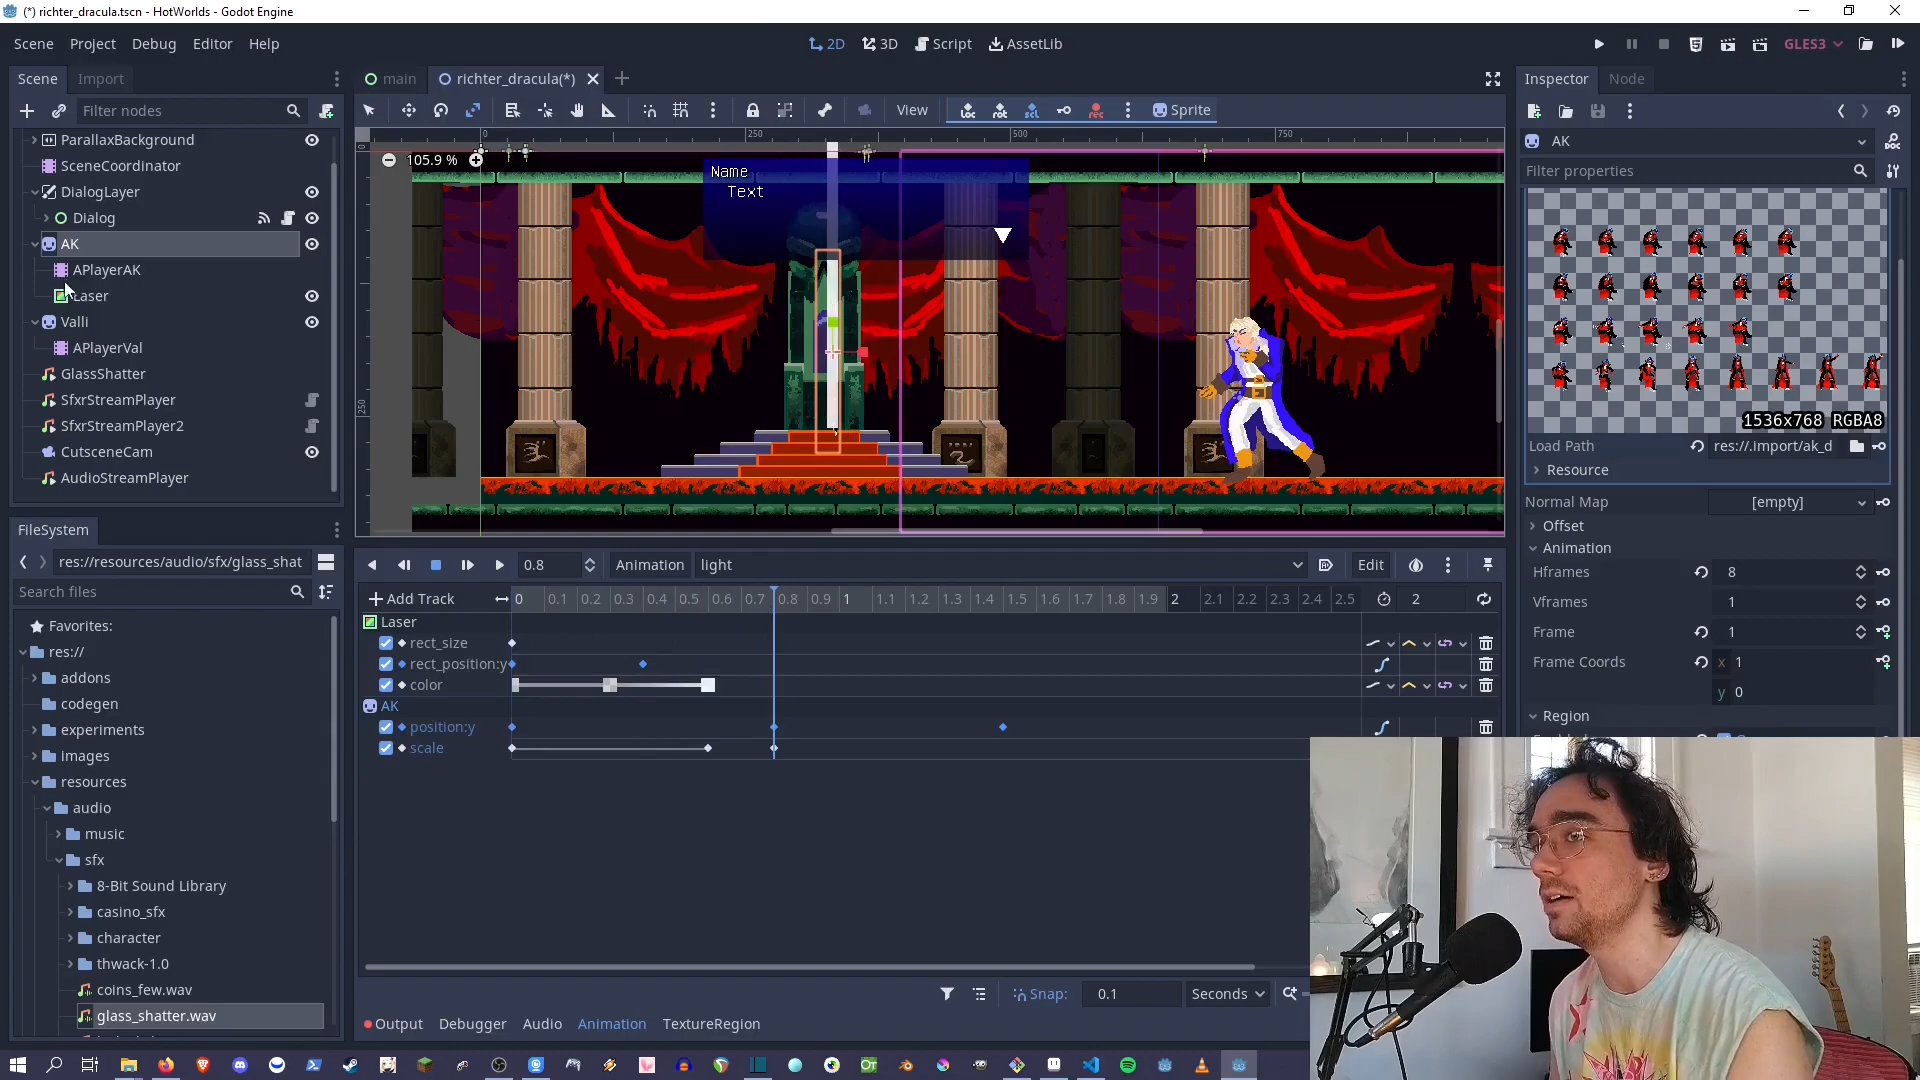 (*) richter_dracula.tscn - HotWorlds - Godot Engine
Scene Project Debug Editor Help
2D 3D Script AssetLib
GLES3
Scene Import
main richter_dracula(*)
Inspector Node
Filter nodes
View
Sprite
ParallaxBackground
SceneCoordinator
DialogLayer
Dialog
AK
APlayerAK
Laser
Valli
APlayerVal
GlassShatter
SfxrStreamPlayer
SfxrStreamPlayer2
CutsceneCam
AudioStreamPlayer
0 250 500 750
250
105.9 %
Name
Text
AK
Filter properties
1536x768 RGBA8
Load Path res://.import/ak_d
Resource
Normal Map [empty]
Offset
Animation
Hframes 8
Vframes 1
Frame 1
Frame Coords x 1
y 0
Region
FileSystem
res://resources/audio/sfx/glass_shat
Search files
Favorites:
res://
addons
codegen
experiments
images
resources
audio
music
sfx
8-Bit Sound Library
casino_sfx
character
thwack-1.0
coins_few.wav
glass_shatter.wav
0.8 Animation light Edit
Add Track 0 0.1 0.2 0.3 0.4 0.5 0.6 0.7 0.8 0.9 1 1.1 1.2 1.3 1.4 1.5 1.6 1.7 1.8 1.9 2 2.1 2.2 2.3 2.4 2.5 2
Laser
rect_size
rect_position:y
color
AK
position:y
scale
Snap: 0.1 Seconds
Output Debugger Audio Animation TextureRegion